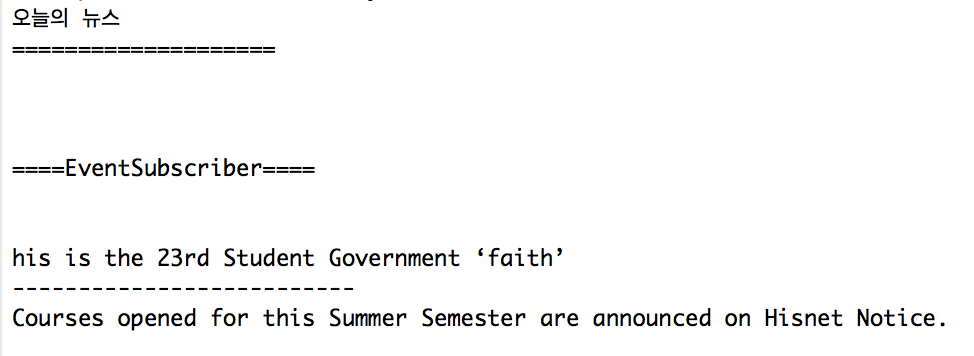 오늘의 뉴스
====================
====EventSubscriber====
his is the 23rd Student Government ‘faith’
--------------------------
Courses opened for this Summer Semester are announced on Hisnet Notice.